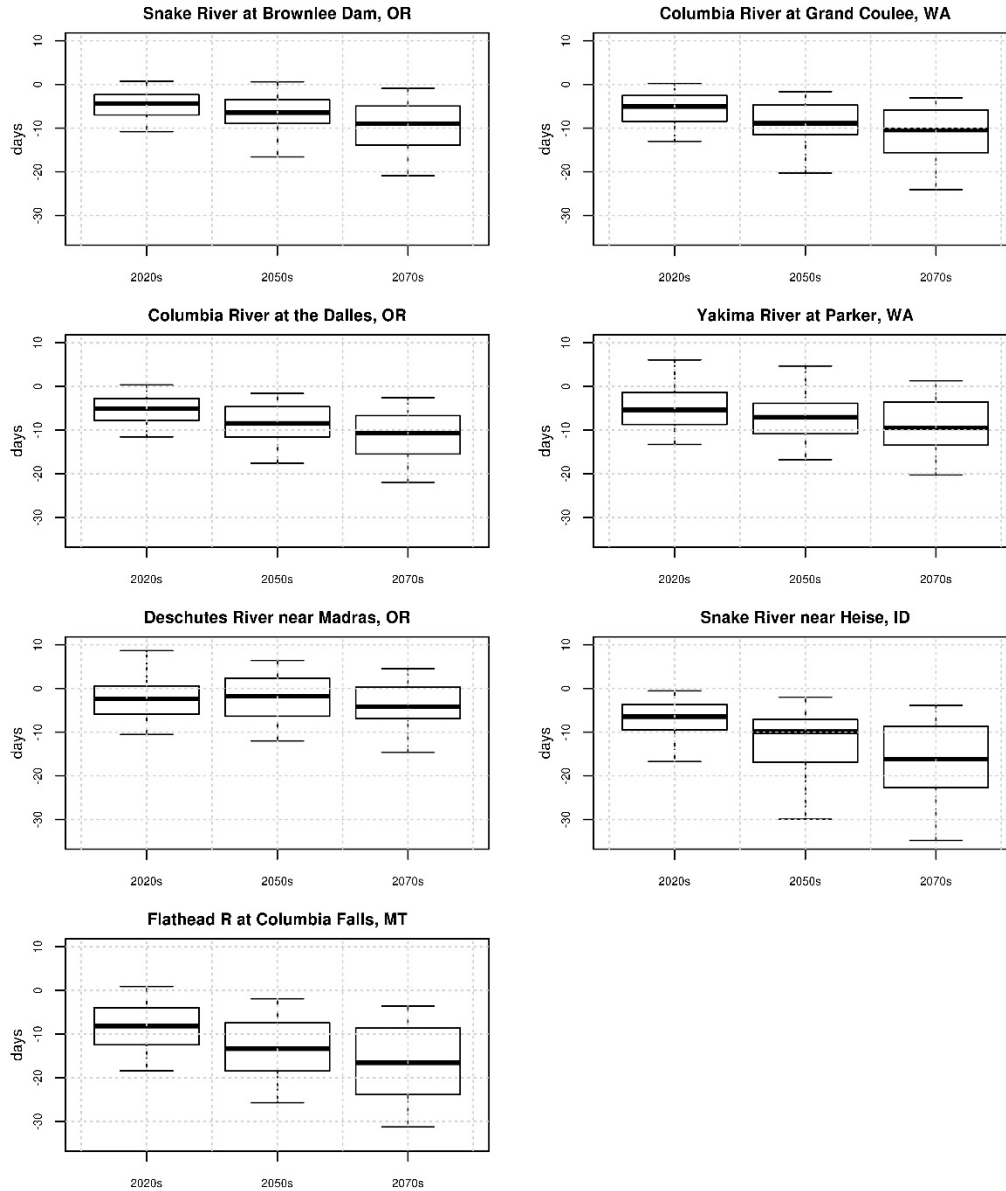 Snake River at Brownlee Dam, OR
days
10
0
-10
-20
-30
2020s 2050s 2070s
Columbia River at Grand Coulee, WA
days
10
0
-10
-20
-30
2020s 2050s 2070s
Columbia River at the Dalles, OR
days
10
0
-10
-20
-30
2020s 2050s 2070s
Yakima River at Parker, WA
days
10
0
-10
-20
-30
2020s 2050s 2070s
Deschutes River near Madras, OR
days
10
0
-10
-20
-30
2020s 2050s 2070s
Snake River near Heise, ID
days
10
0
-10
-20
-30
2020s 2050s 2070s
Flathead R at Columbia Falls, MT
days
10
0
-10
-20
-30
2020s 2050s 2070s